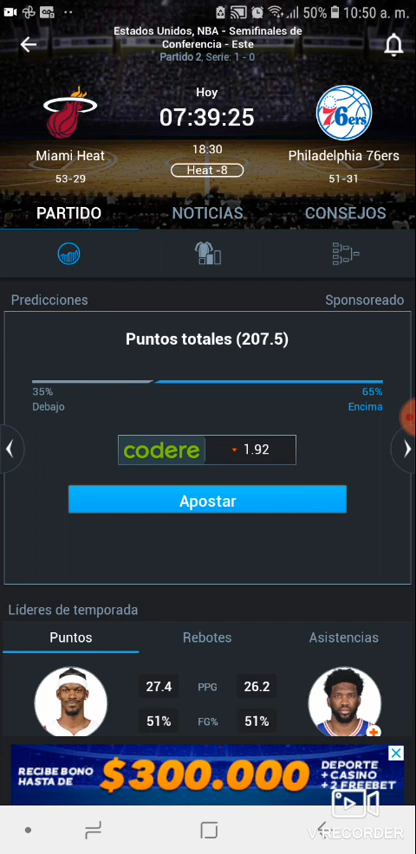 50% 10:50 a. m.
Estados Unidos, NBA - Semifinales de
Conferencia - Este
Partido 2, Serie: 1 - 0
Hoy
07:39:25
76ers
Miami Heat
18:30
Philadelphia 76ers
53-29
Heat -8
51-31
PARTIDO
NOTICIAS
CONSEJOS
Predicciones
Sponsoreado
Puntos totales (207.5)
35%
65%
Debajo
Encima
codere
1.92
Apostar
Líderes de temporada
Puntos
Rebotes
Asistencias
27.4
PPG
26.2
51%
FG%
51%
RECIBE BONO
HASTA DE
$300.000
DEPORTE
+ CASINO
+ 2 FREEBET
V RECORDER